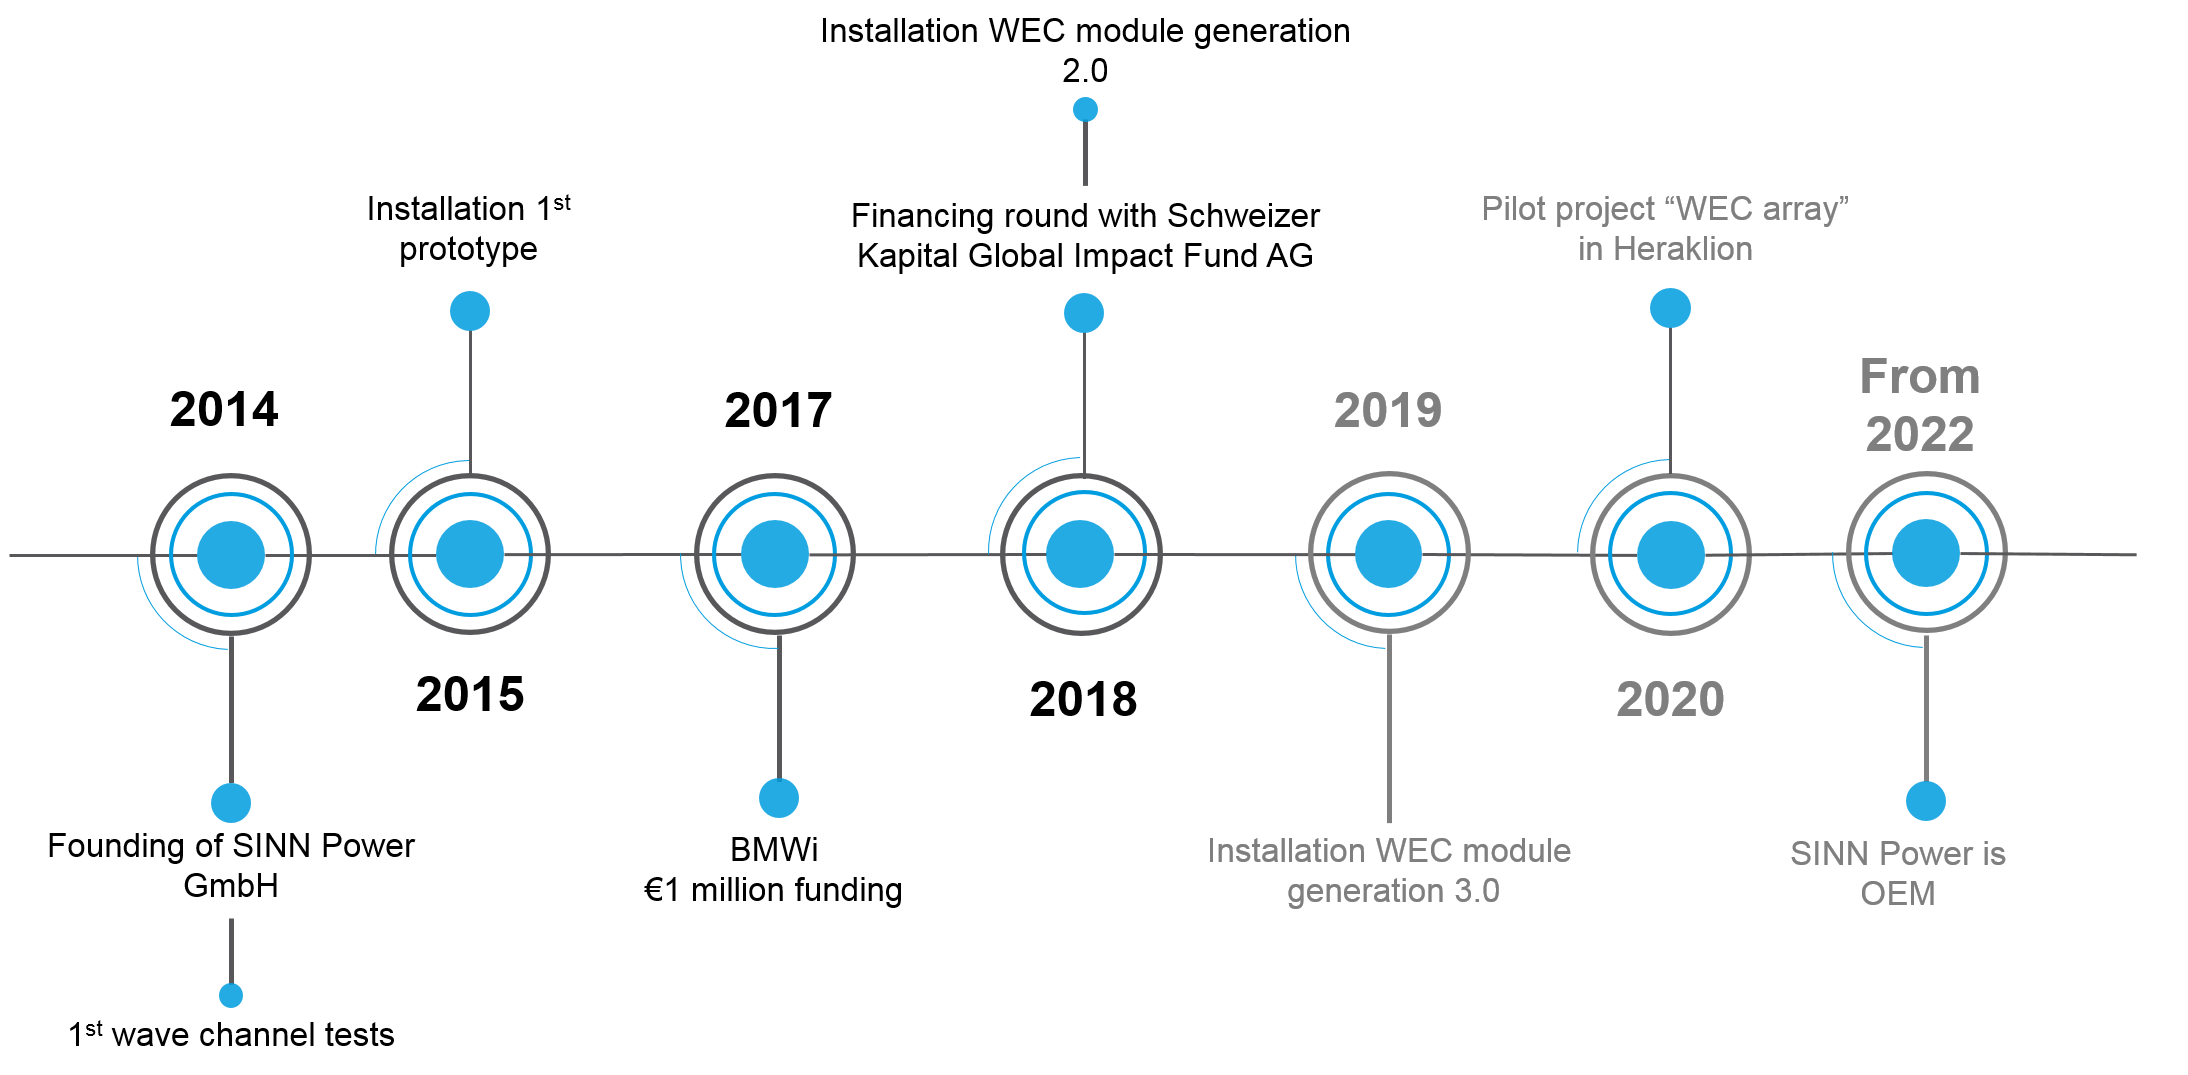 2014
Founding of SINN Power
GmbH
1st wave channel tests
Installation 1st
prototype
2015
2017
BMWi
€1 million funding
Installation WEC module generation
2.0
Financing round with Schweizer
Kapital Global Impact Fund AG
2018
2019
Installation WEC module
generation 3.0
Pilot project “WEC array”
in Heraklion
2020
From
2022
SINN Power is
OEM